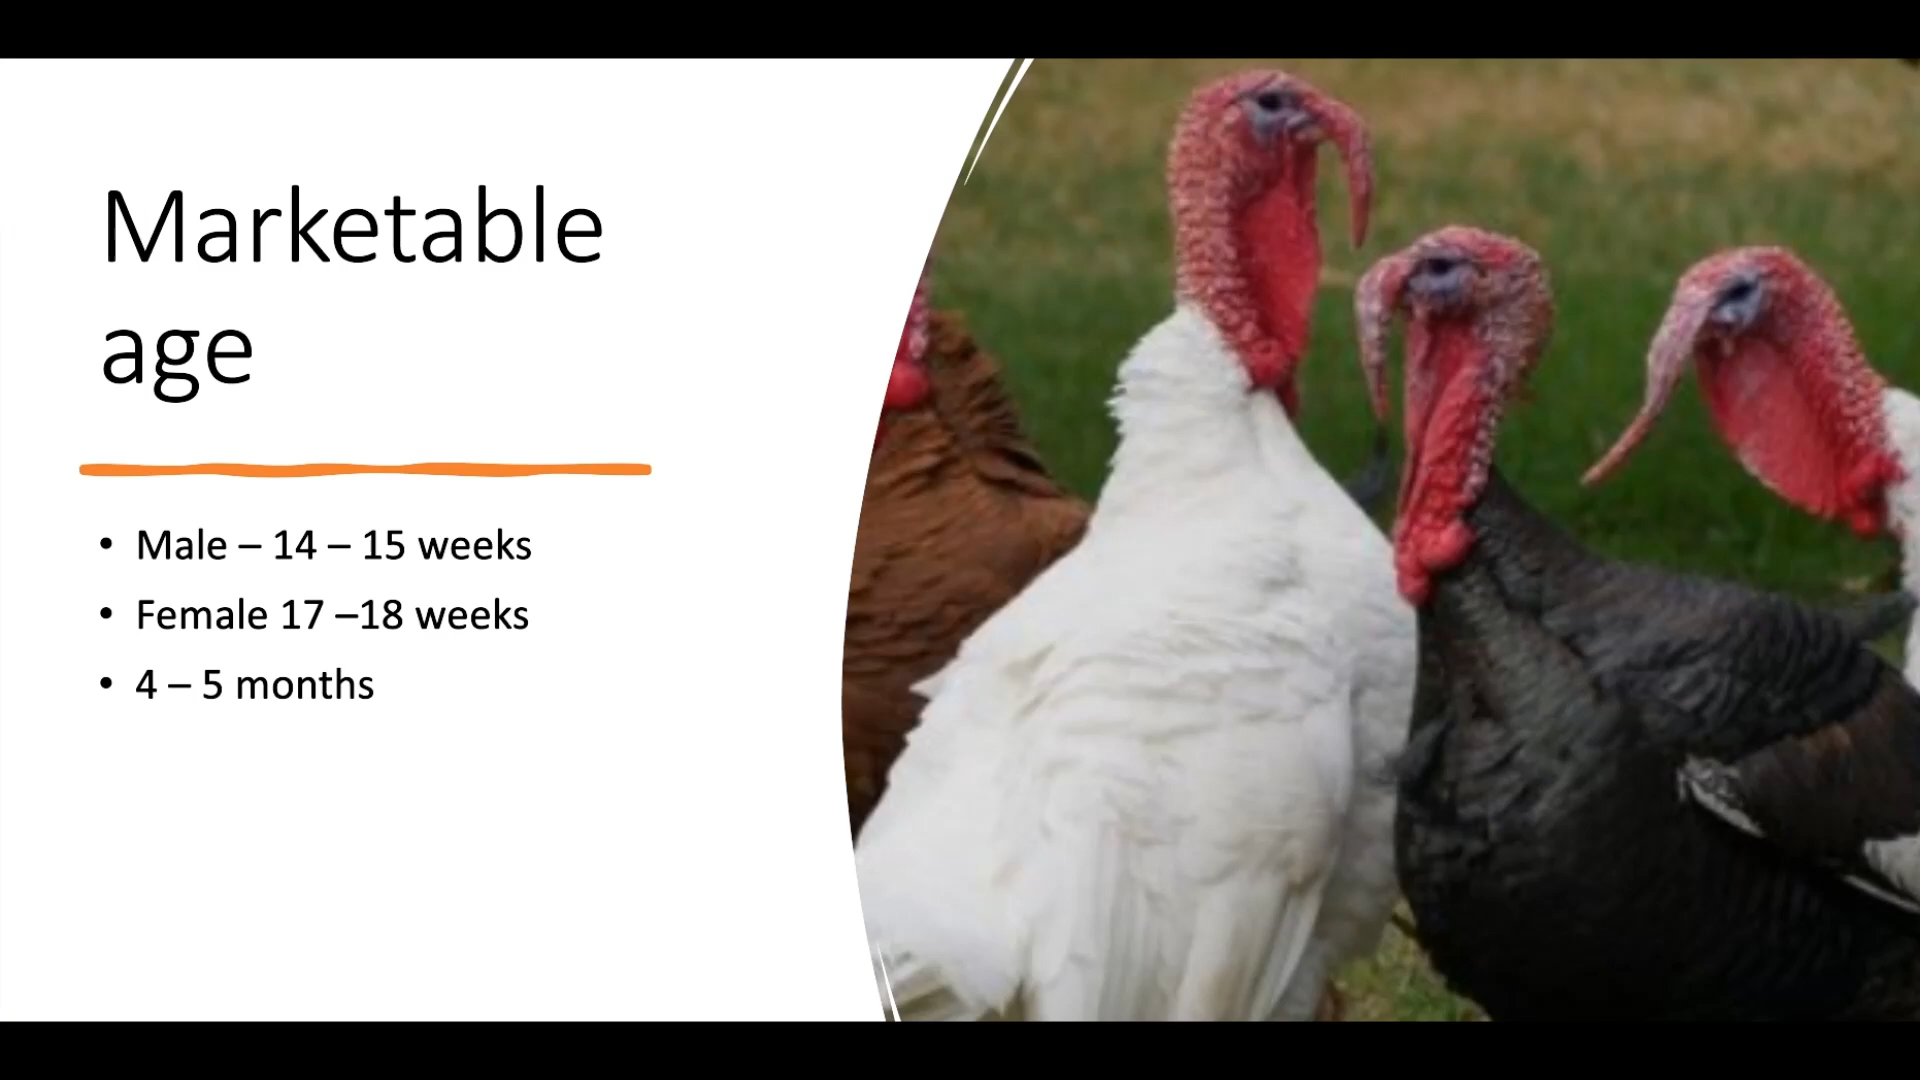 Marketable
age
• Male – 14 – 15 weeks
• Female 17 –18 weeks
• 4 – 5 months